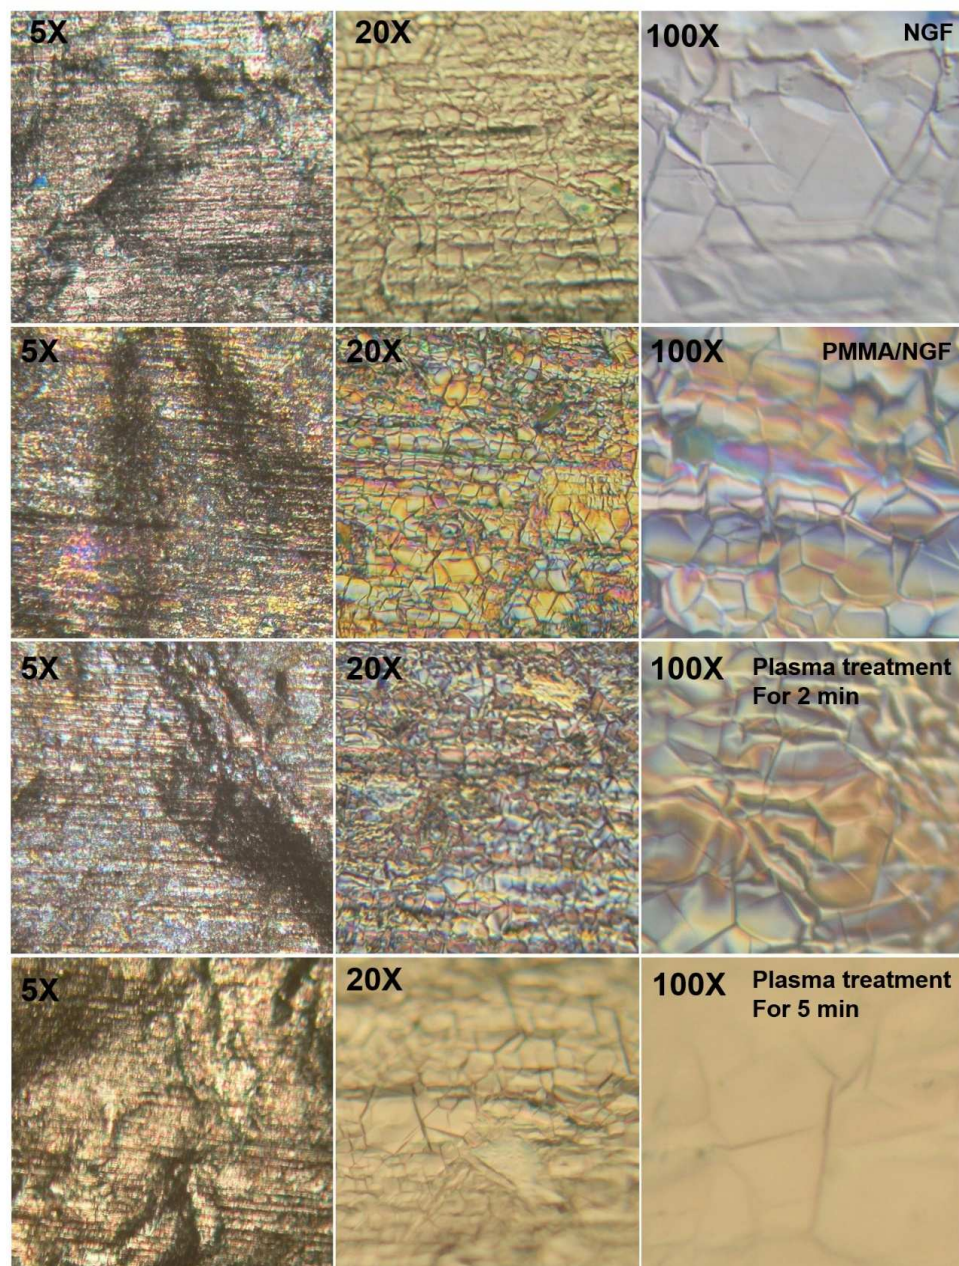 5X
20X
100X
NGF
5X
20X
100X
PMMA/NGF
5X
20X
100X
Plasma treatment
For 2 min
5X
20X
100X
Plasma treatment
For 5 min